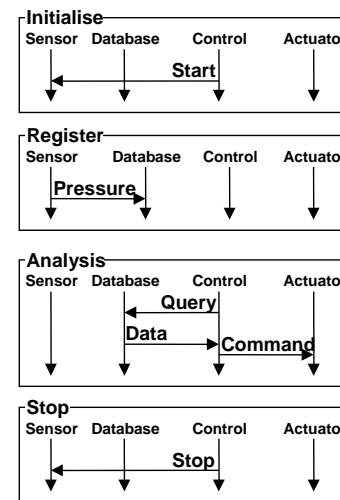 Initialise
Sensor Database Control Actuato
Start
Register
Sensor Database Control Actuato
Pressure
Analysis
Sensor Database Control Actuato
Query
Data
Command
Stop
Sensor Database Control Actuato
Stop